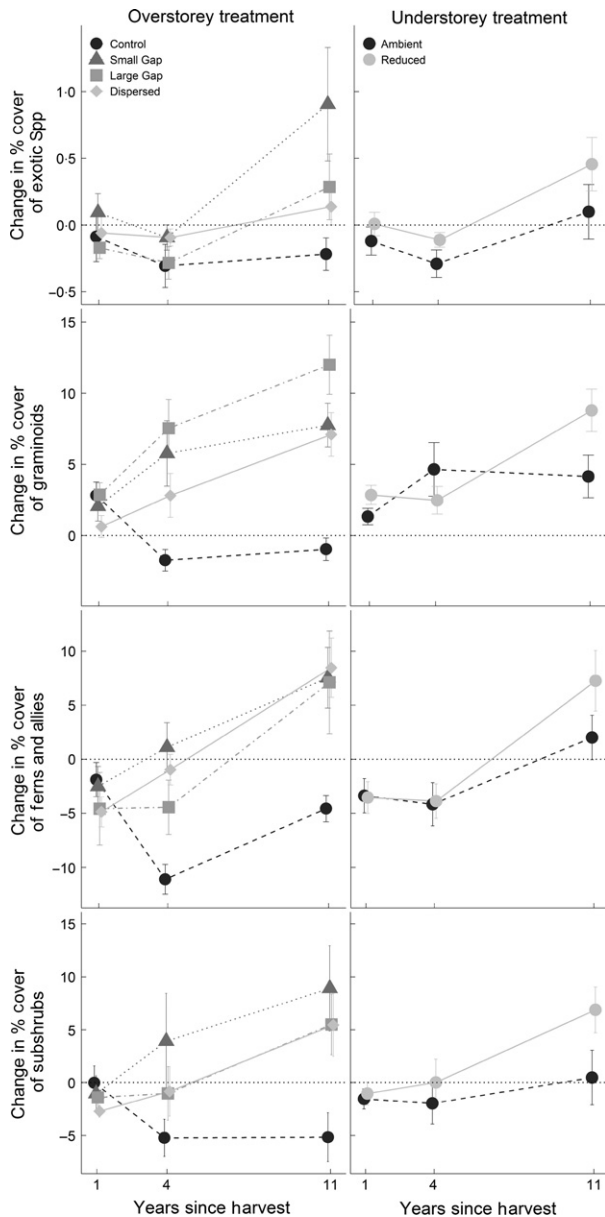 Overstorey treatment
Understorey treatment
Control
Small Gap
Large Gap
Dispersed
Ambient
Reduced
Change in % cover
of exotic Spp
1·0
0·5
0·0
−0·5
Change in % cover
of graminoids
15
10
5
0
Change in % cover
of ferns and allies
10
5
0
−5
−10
Change in % cover
of subshrubs
15
10
5
0
−5
1 4 11
1 4 11
Years since harvest
Years since harvest